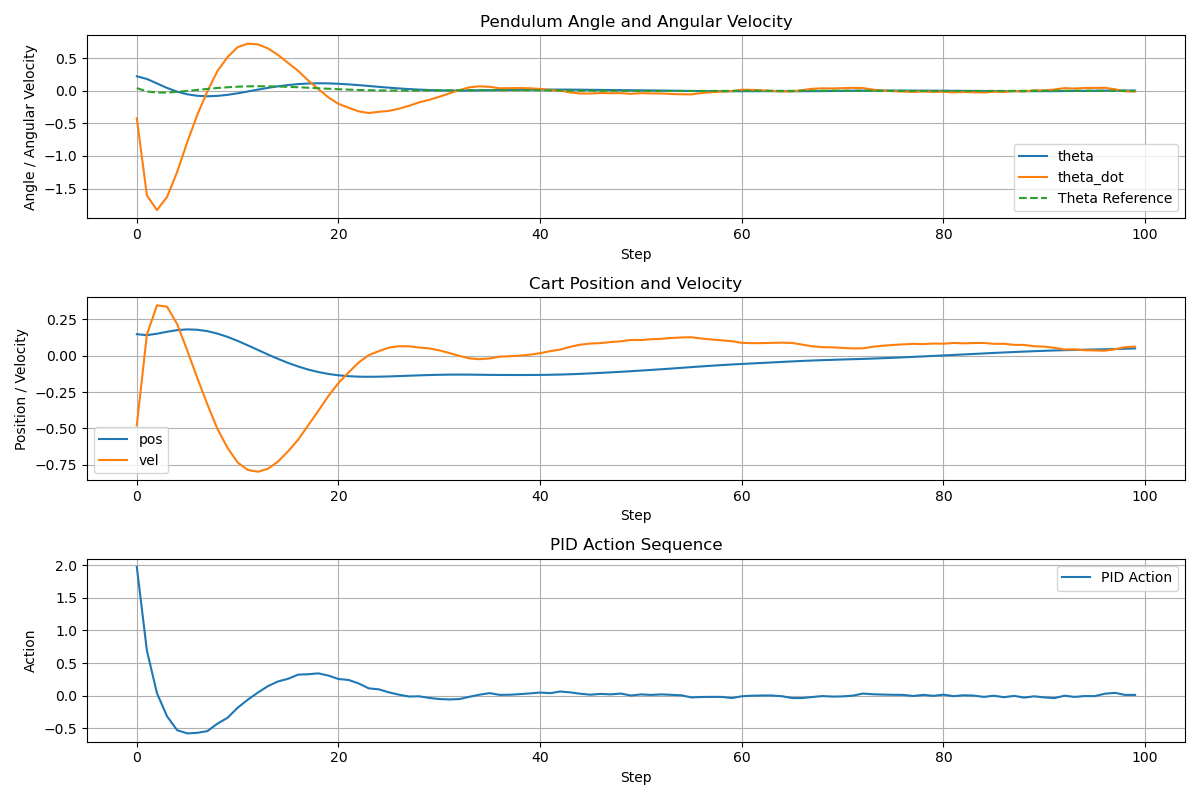 Pendulum Angle and Angular Velocity
Angle / Angular Velocity
0.5
0.0
−0.5
−1.0
−1.5
theta
theta_dot
Theta Reference
0 20 40 60 80 100
Step
Cart Position and Velocity
Position / Velocity
0.25
0.00
−0.25
−0.50
−0.75
pos
vel
0 20 40 60 80 100
Step
PID Action Sequence
Action
2.0
1.5
1.0
0.5
0.0
−0.5
PID Action
0 20 40 60 80 100
Step